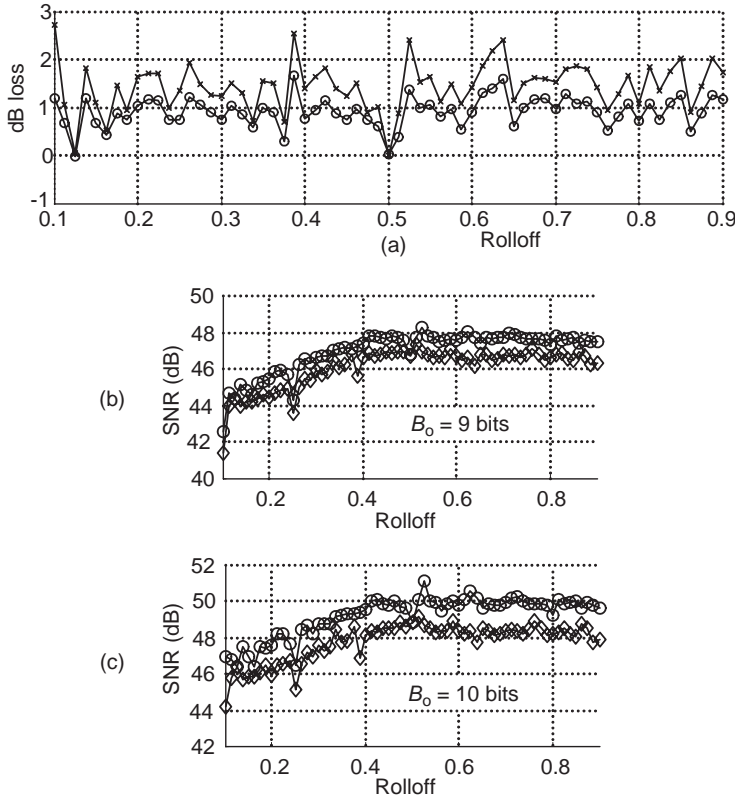 3
2
1
0
-1
dB loss
0.1 0.2 0.3 0.4 0.5 0.6 0.7 0.8 0.9
(a) Rolloff
50
48
46
44
42
40
SNR (dB)
(b)
Bo = 9 bits
0.2 0.4 0.6 0.8
Rolloff
52
50
48
46
44
42
SNR (dB)
(c)
Bo = 10 bits
0.2 0.4 0.6 0.8
Rolloff